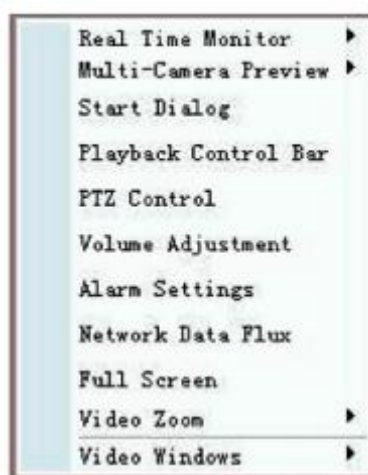 Real Time Monitor
Multi-Camera Preview
Start Dialog
Playback Control Bar
PTZ Control
Volume Adjustment
Alarm Settings
Network Data Flux
Full Screen
Video Zoom
Video Windows